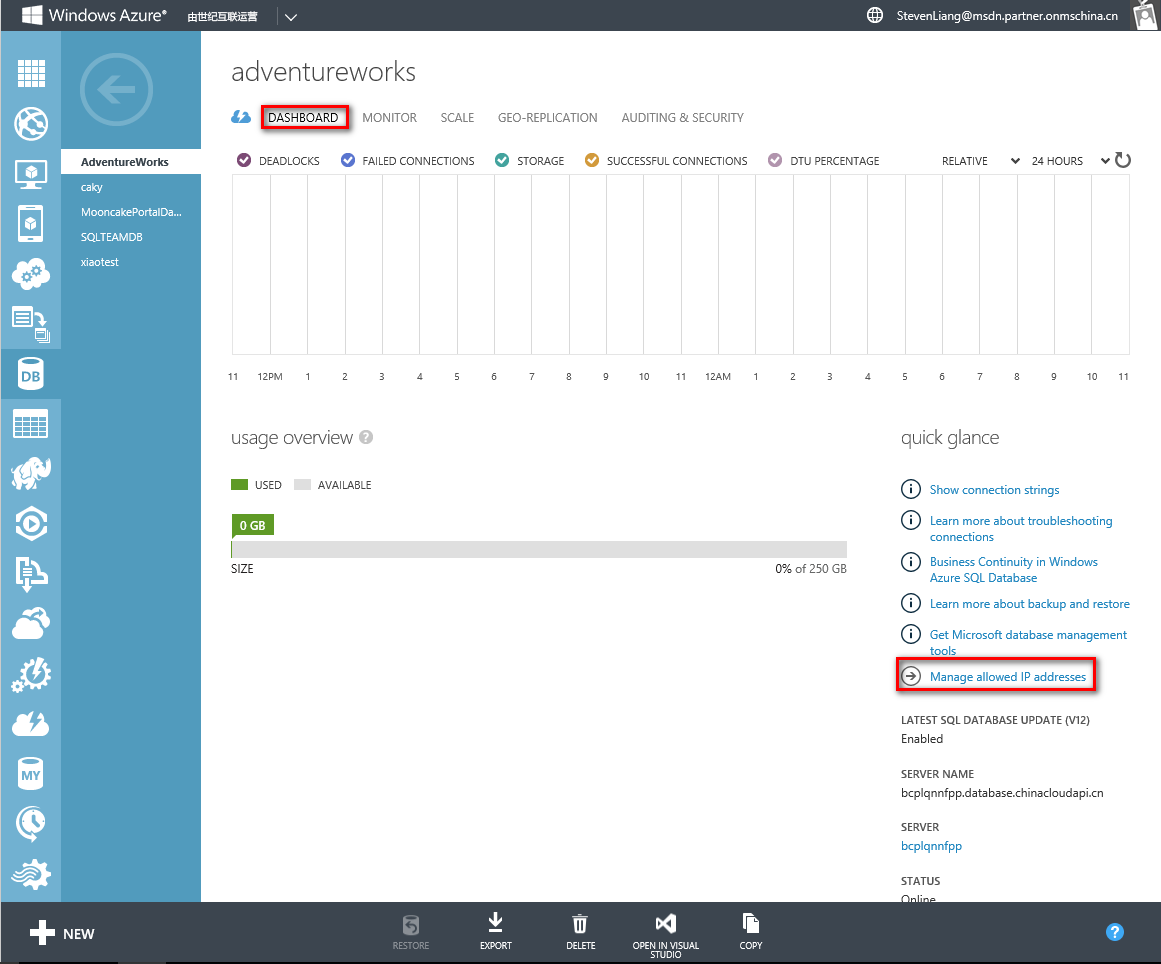 Windows Azure® 由世纪互联运营 StevenLiang@msdn.partner.onmschina.cn
AdventureWorks
caky
MooncakePortalDa...
SQLTEAMDB
xiaotest
DB
MY
adventureworks
DASHBOARD MONITOR SCALE GEO-REPLICATION AUDITING & SECURITY
DEADLOCKS FAILED CONNECTIONS STORAGE SUCCESSFUL CONNECTIONS DTU PERCENTAGE RELATIVE 24 HOURS
11 12PM 1 2 3 4 5 6 7 8 9 10 11 12AM 1 2 3 4 5 6 7 8 9 10 11
usage overview ?
USED AVAILABLE
0 GB
SIZE 0% of 250 GB
quick glance
Show connection strings
Learn more about troubleshooting
connections
Business Continuity in Windows
Azure SQL Database
Learn more about backup and restore
Get Microsoft database management
tools
Manage allowed IP addresses
LATEST SQL DATABASE UPDATE (V12)
Enabled
SERVER NAME
bcplqnnfpp.database.chinacloudapi.cn
SERVER
bcplqnnfpp
STATUS
Online
NEW RESTORE EXPORT DELETE OPEN IN VISUAL COPY ?
STUDIO